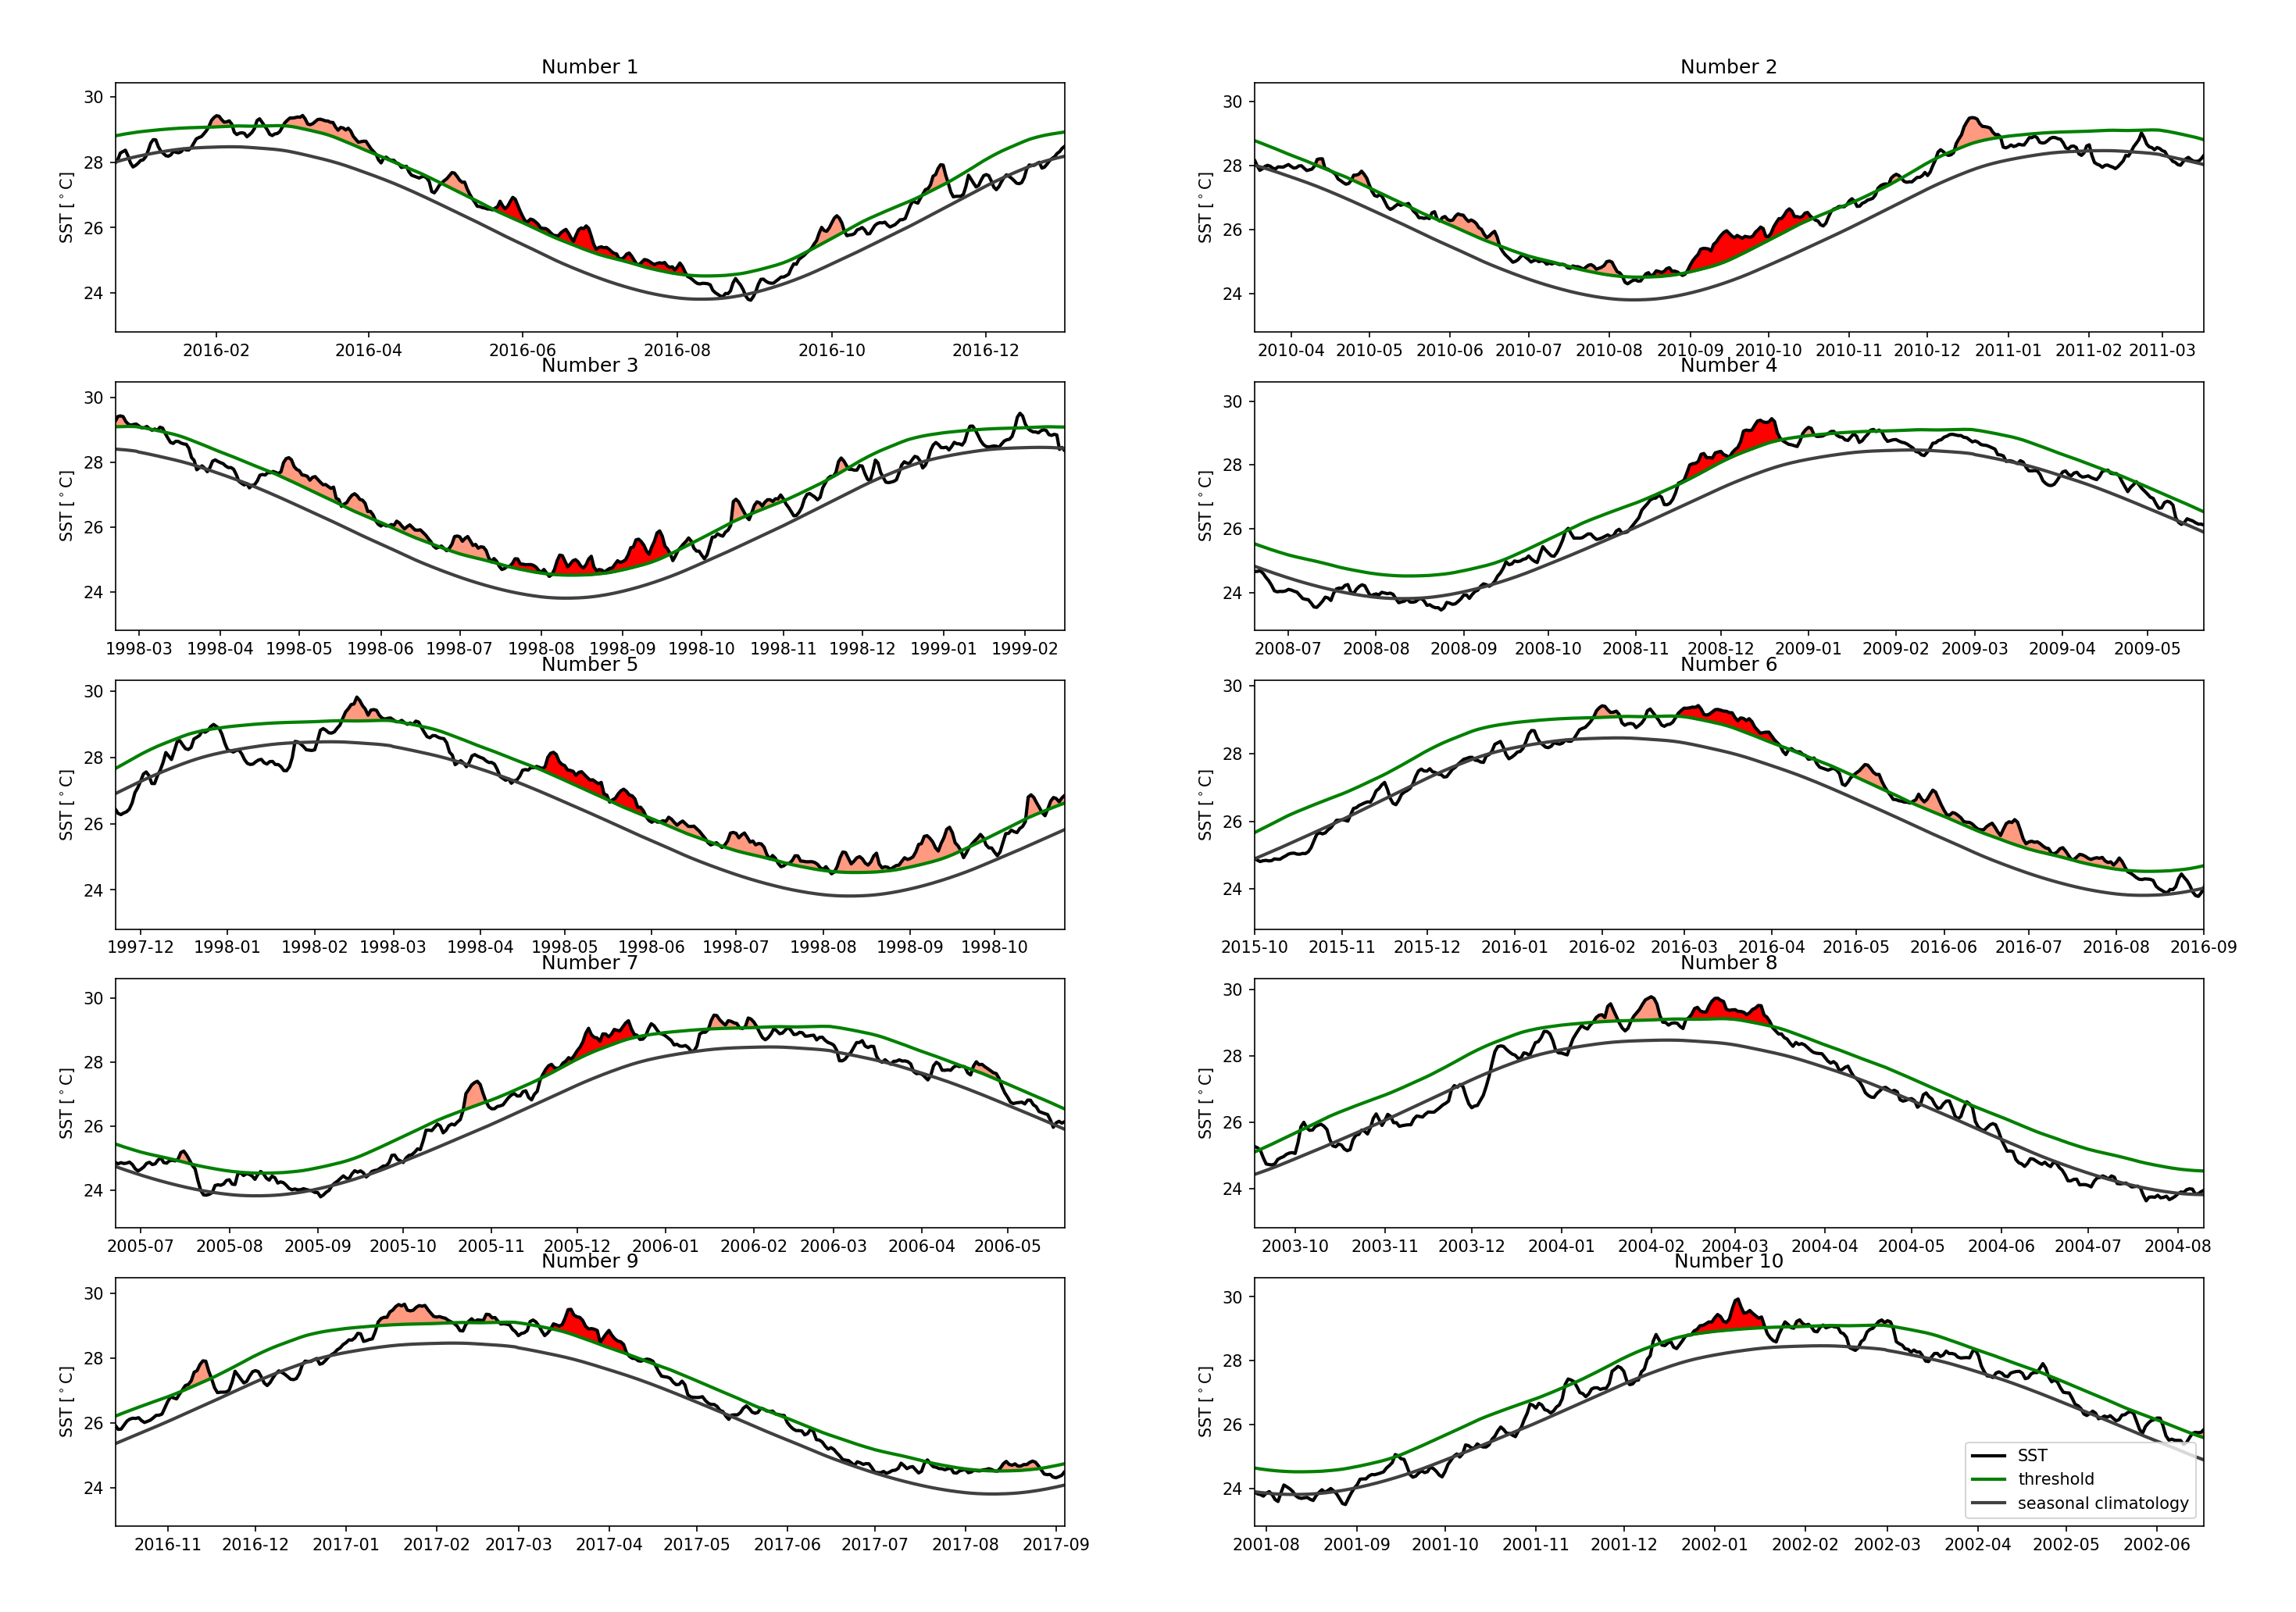 Number 1
30
28
26
24
SST [°C]
2016-02 2016-04 2016-06 2016-08 2016-10 2016-12
Number 2
30
28
26
24
SST [°C]
2010-04 2010-05 2010-06 2010-07 2010-08 2010-09 2010-10 2010-11 2010-12 2011-01 2011-02 2011-03
Number 3
30
28
26
24
SST [°C]
1998-03 1998-04 1998-05 1998-06 1998-07 1998-08 1998-09 1998-10 1998-11 1998-12 1999-01 1999-02
Number 4
30
28
26
24
SST [°C]
2008-07 2008-08 2008-09 2008-10 2008-11 2008-12 2009-01 2009-02 2009-03 2009-04 2009-05
Number 5
30
28
26
24
SST [°C]
1997-12 1998-01 1998-02 1998-03 1998-04 1998-05 1998-06 1998-07 1998-08 1998-09 1998-10
Number 6
30
28
26
24
SST [°C]
2015-10 2015-11 2015-12 2016-01 2016-02 2016-03 2016-04 2016-05 2016-06 2016-07 2016-08 2016-09
Number 7
30
28
26
24
SST [°C]
2005-07 2005-08 2005-09 2005-10 2005-11 2005-12 2006-01 2006-02 2006-03 2006-04 2006-05
Number 8
30
28
26
24
SST [°C]
2003-10 2003-11 2003-12 2004-01 2004-02 2004-03 2004-04 2004-05 2004-06 2004-07 2004-08
Number 9
30
28
26
24
SST [°C]
2016-11 2016-12 2017-01 2017-02 2017-03 2017-04 2017-05 2017-06 2017-07 2017-08 2017-09
Number 10
30
28
26
24
SST [°C]
SST
threshold
seasonal climatology
2001-08 2001-09 2001-10 2001-11 2001-12 2002-01 2002-02 2002-03 2002-04 2002-05 2002-06